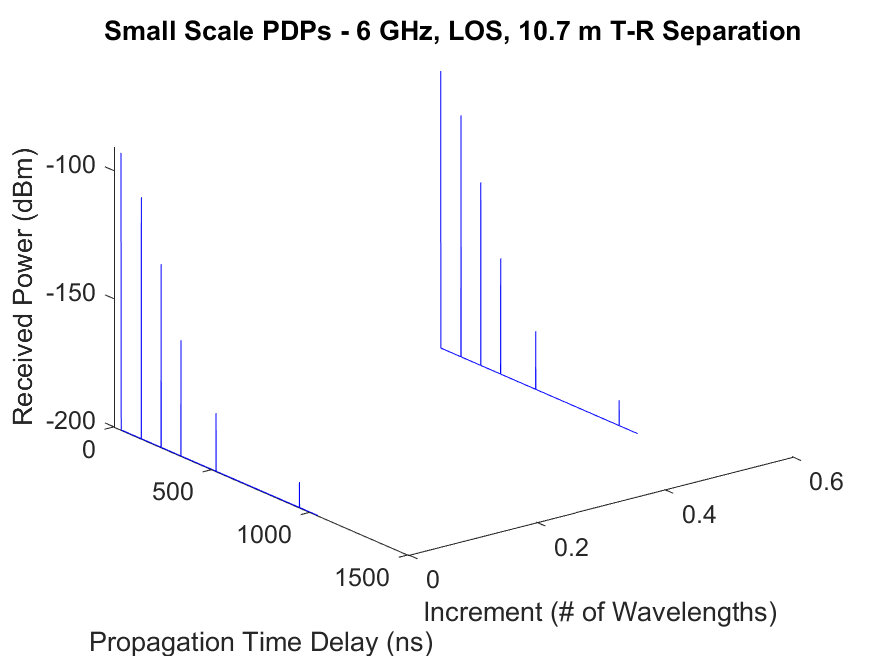 Small Scale PDPs - 6 GHz, LOS, 10.7 m T-R Separation
Received Power (dBm)
-100
-150
-200
0
500
1000
1500
0
0.2
0.4
0.6
Increment (# of Wavelengths)
Propagation Time Delay (ns)